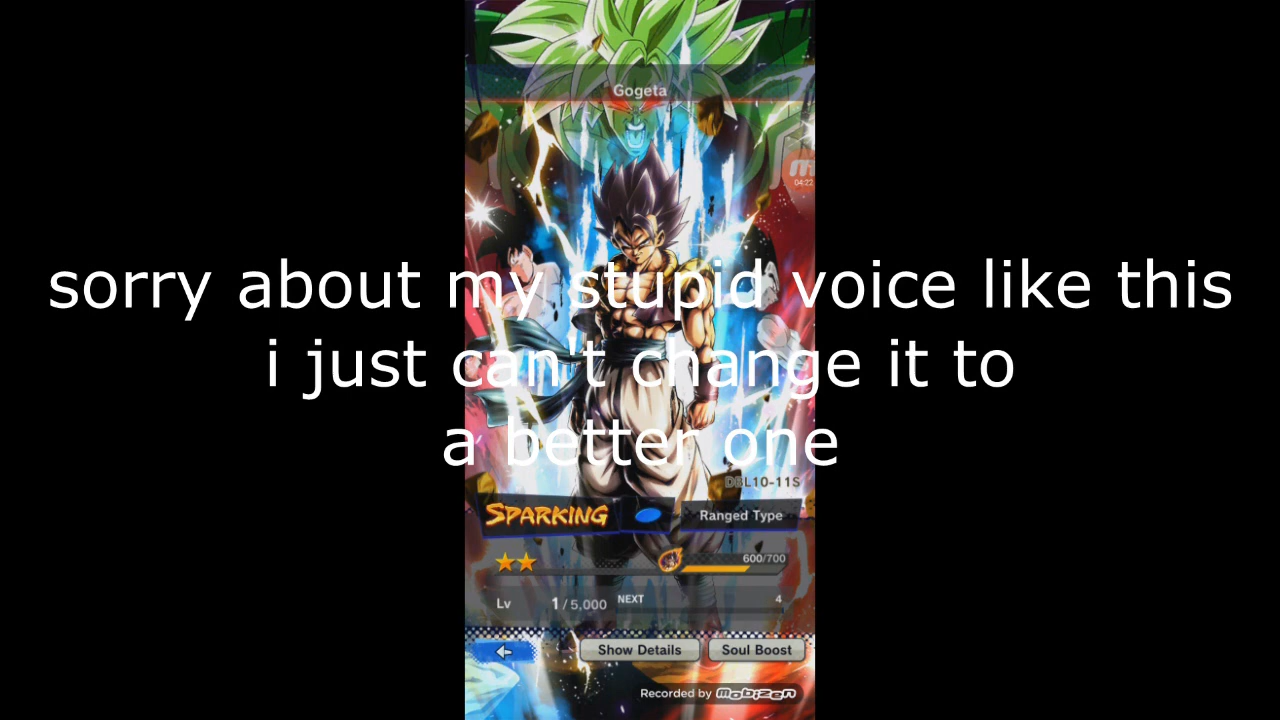 Gogeta
04:22
sorry about my stupid voice like this
i just can't change it to
a better one
DBL10-11S
SPARKING
Ranged Type
600/700
Lv 1/5,000 NEXT 4
Show Details
Soul Boost
Recorded by Mobizen